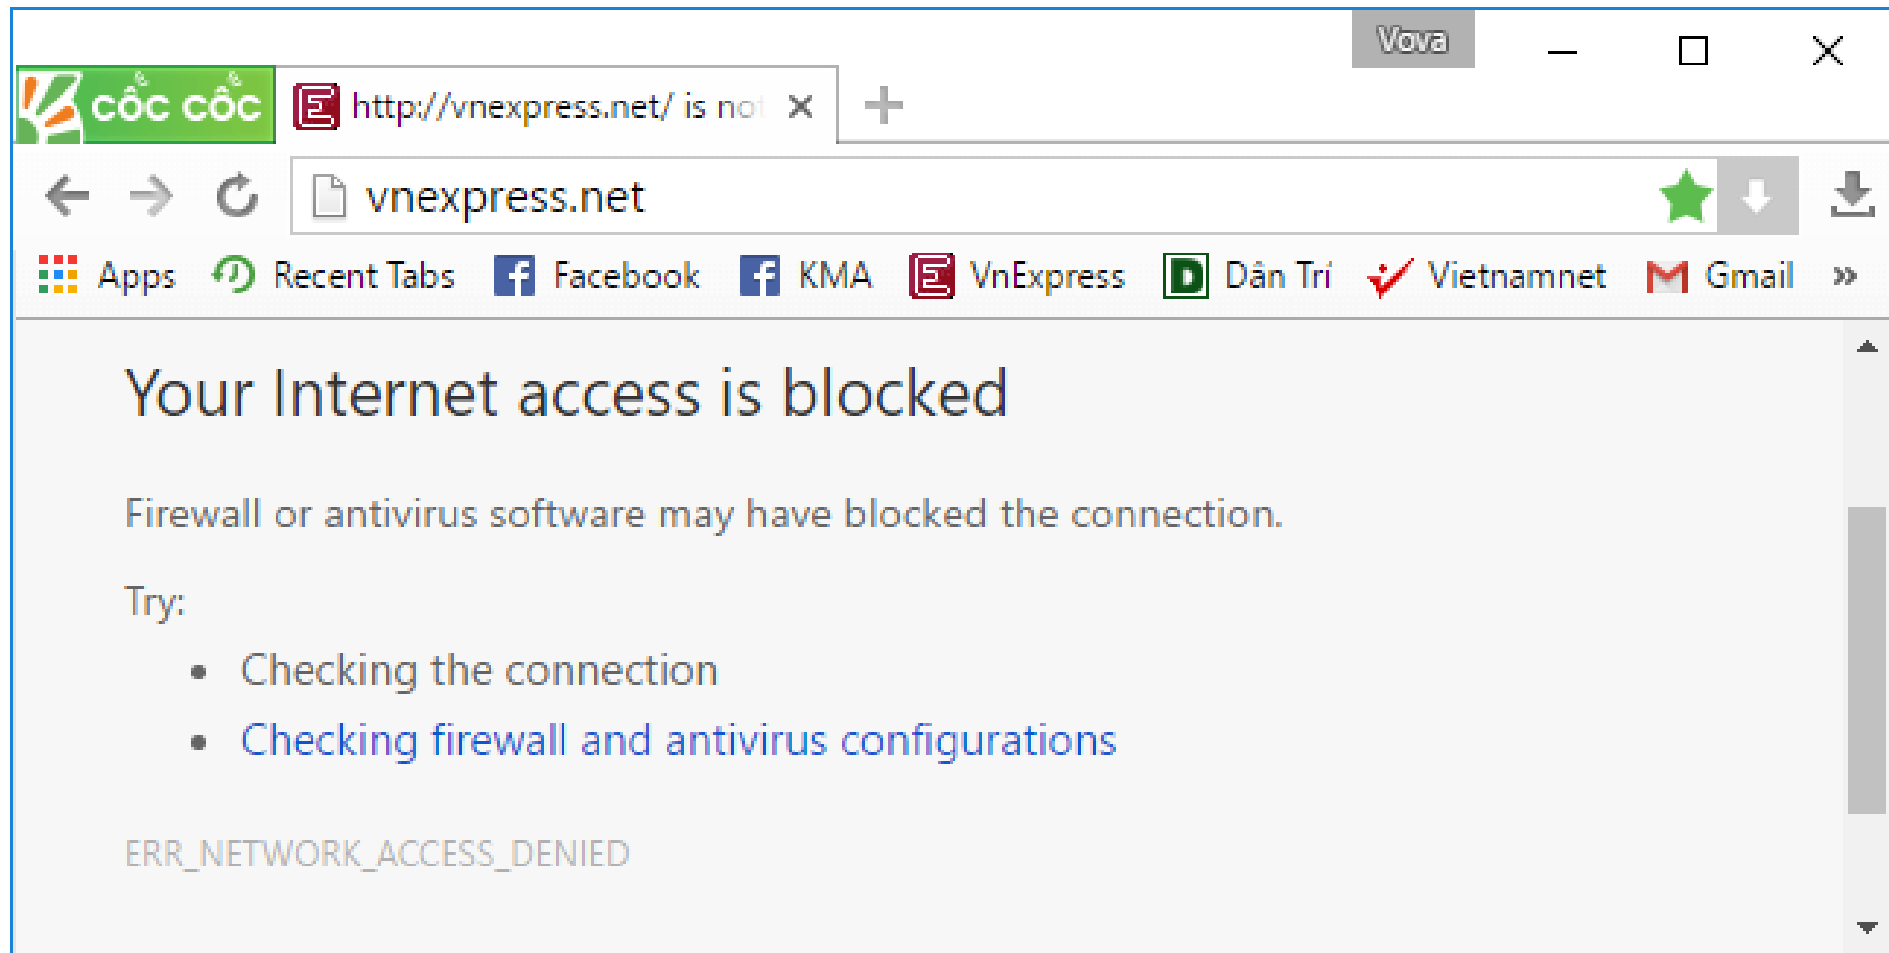 Vova
cốc cốc http://vnexpress.net/ is not
vnexpress.net
Apps Recent Tabs Facebook KMA VnExpress Dân Trí Vietnamnet Gmail »
Your Internet access is blocked
Firewall or antivirus software may have blocked the connection.
Try:
• Checking the connection
• Checking firewall and antivirus configurations
ERR_NETWORK_ACCESS_DENIED